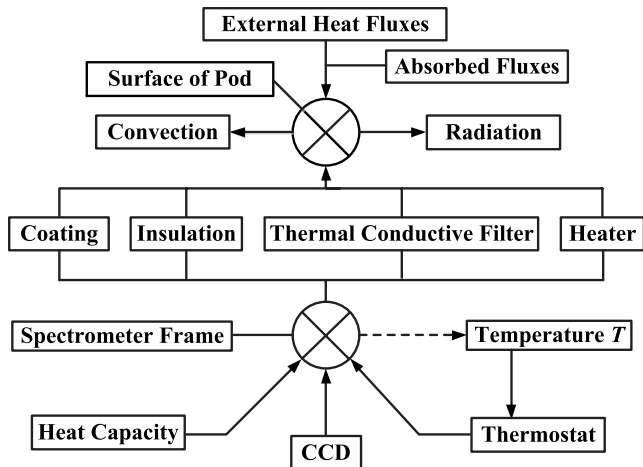 External Heat Fluxes
Absorbed Fluxes
Surface of Pod
Convection
Radiation
Coating
Insulation
Thermal Conductive Filter
Heater
Spectrometer Frame
Temperature T
Heat Capacity
CCD
Thermostat